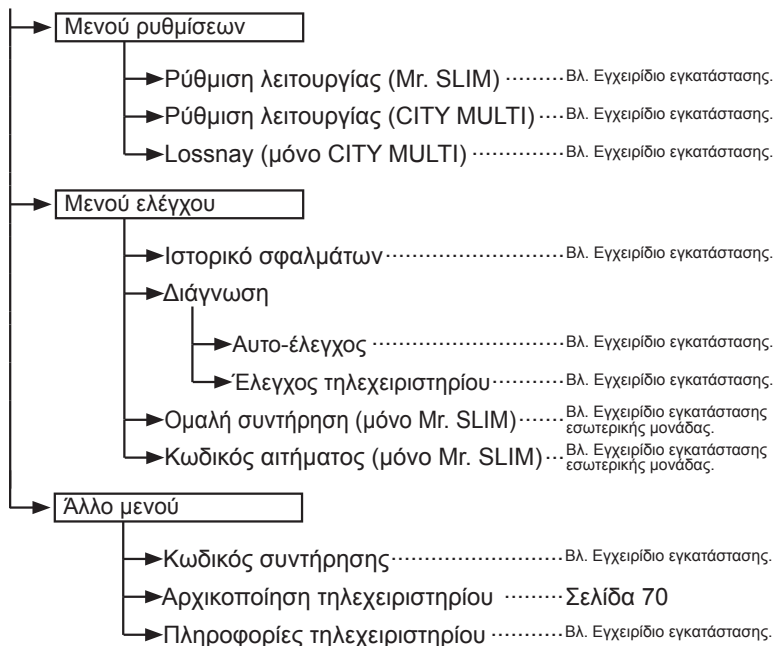 Μενού ρυθμίσεων
Ρύθμιση λειτουργίας (Mr. SLIM) ········· Βλ. Εγχειρίδιο εγκατάστασης.
Ρύθμιση λειτουργίας (CITY MULTI) ···· Βλ. Εγχειρίδιο εγκατάστασης.
Lossnay (μόνο CITY MULTI) ·············· Βλ. Εγχειρίδιο εγκατάστασης.
Μενού ελέγχου
Ιστορικό σφαλμάτων ··························· Βλ. Εγχειρίδιο εγκατάστασης.
Διάγνωση
Αυτο-έλεγχος ····························· Βλ. Εγχειρίδιο εγκατάστασης.
Έλεγχος τηλεχειριστηρίου ·········· Βλ. Εγχειρίδιο εγκατάστασης.
Ομαλή συντήρηση (μόνο Mr. SLIM) ······ Βλ. Εγχειρίδιο εγκατάστασης
εσωτερικής μονάδας.
Κωδικός αιτήματος (μόνο Mr. SLIM) ··· Βλ. Εγχειρίδιο εγκατάστασης
εσωτερικής μονάδας.
Άλλο μενού
Κωδικός συντήρησης ·························· Βλ. Εγχειρίδιο εγκατάστασης.
Αρχικοποίηση τηλεχειριστηρίου ········· Σελίδα 70
Πληροφορίες τηλεχειριστηρίου ··········· Βλ. Εγχειρίδιο εγκατάστασης.